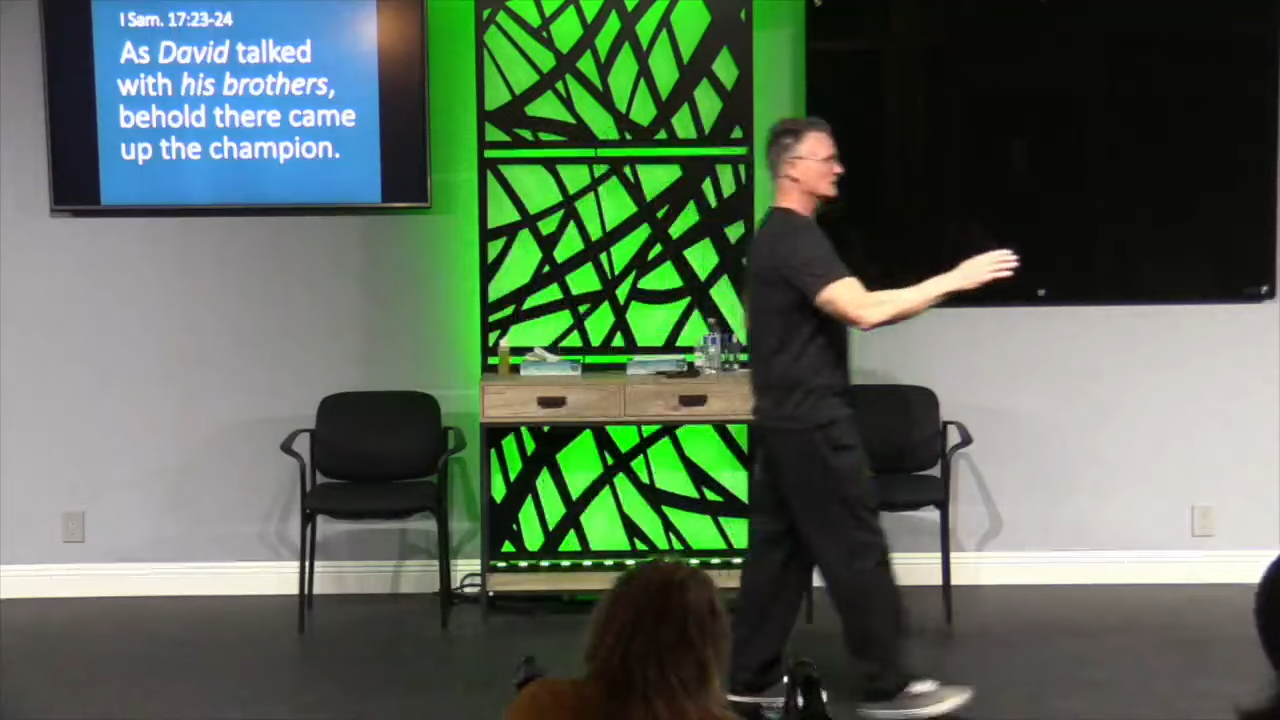 I Sam. 17:23-24
As David talked
with his brothers,
behold there came
up the champion.